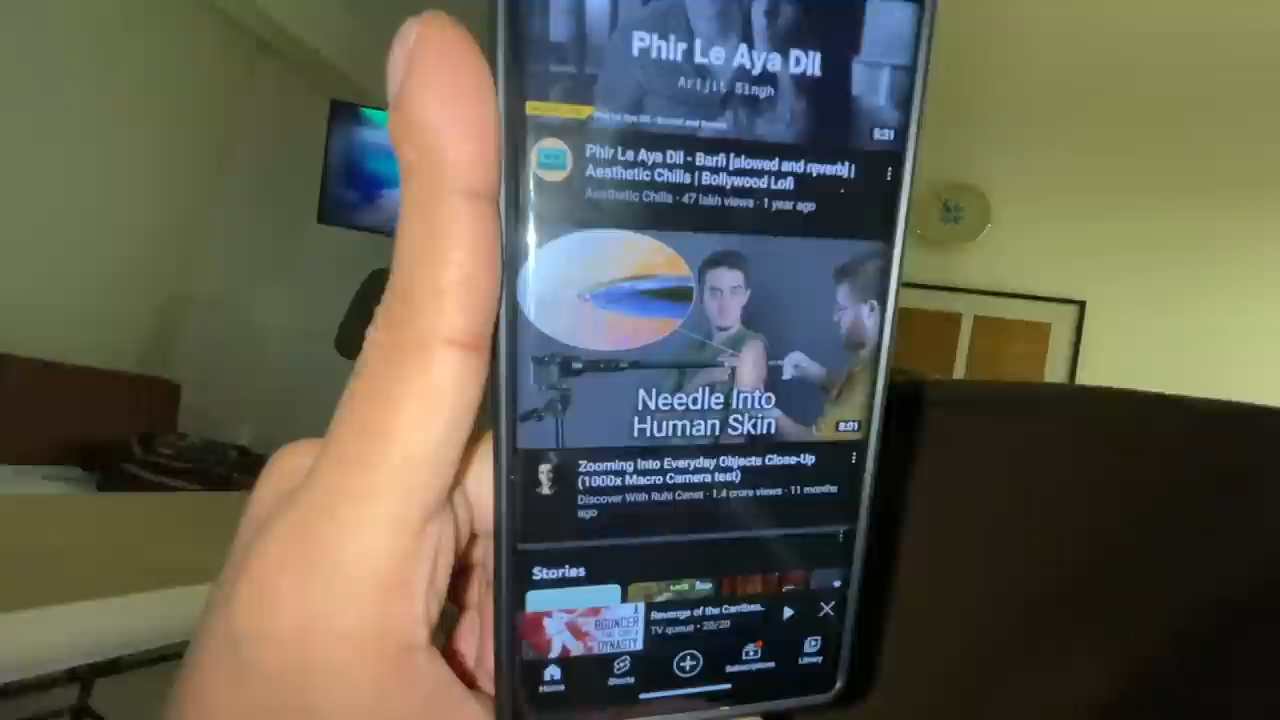 Phir Le Aya Dil
Arijit Singh
5:31
Phir Le Aya Dil - Barfi [slowed and reverb] |
Aesthetic Chills | Bollywood Lofi
Aesthetic Chills · 47 lakh views · 1 year ago
Needle Into
Human Skin
8:01
Zooming Into Everyday Objects Close-Up
(1000x Macro Camera test)
Discover With Ruhi Cenet · 1.4 crore views · 11 months
ago
Stories
BOUNCER
DYNASTY
Revenge of the Carribea..
TV queue · 20/20
Home
Shorts
Subscriptions
Library